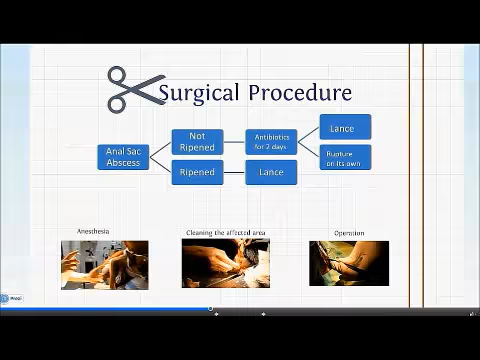 Surgical Procedure
Anal Sac
Abscess
Not
Ripened
Ripened
Antibiotics
for 2 days
Lance
Lance
Rupture
on its own
Anesthesia
Cleaning the affected area
Operation
Prezi